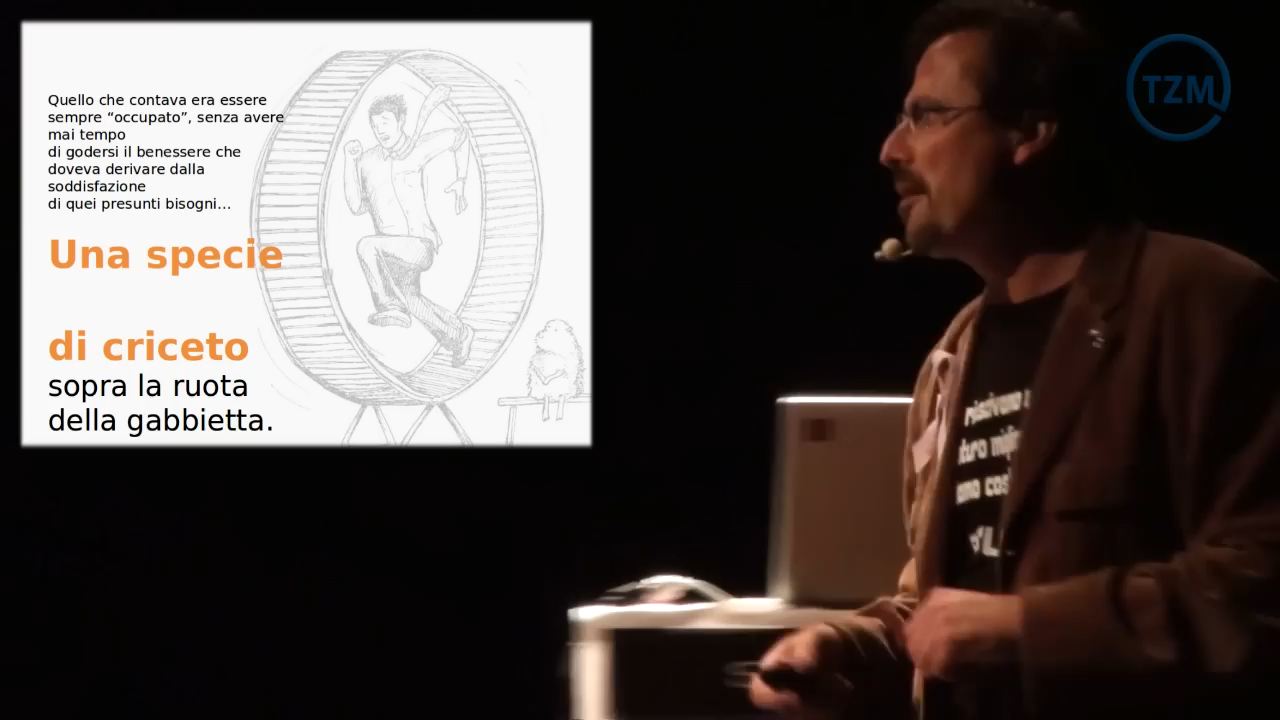 Quello che contava era essere
sempre “occupato”, senza avere
mai tempo
di godersi il benessere che
doveva derivare dalla
soddisfazione
di quei presunti bisogni...
Una specie
di criceto
sopra la ruota
della gabbietta.
TZM